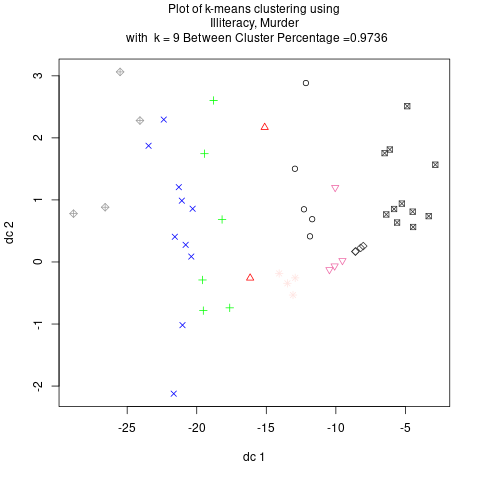 Plot of k-means clustering using
Illiteracy, Murder
with  k = 9 Between Cluster Percentage =0.9736
3
2
1
0
-1
-2
dc 2
-25
-20
-15
-10
-5
dc 1